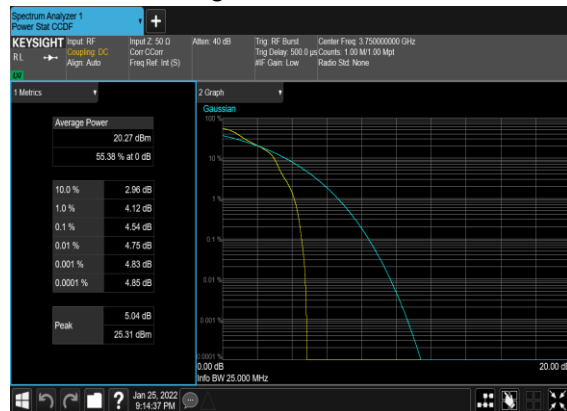 Spectrum Analyzer 1
Power Stat CCDF
+
KEYSIGHT
R L
Input: RF
Coupling: DC
Align: Auto
Input Z: 50 Ω
Corr CCorr
Freq Ref: Int (S)
Atten: 40 dB
Trig: RF Burst
Trig Delay: 500.0 µs
#IF Gain: Low
Center Freq: 3.750000000 GHz
Counts: 1.00 M/1.00 Mpt
Radio Std: None
1 Metrics
Average Power
20.27 dBm
55.38 % at 0 dB
10.0 % 2.96 dB
1.0 % 4.12 dB
0.1 % 4.54 dB
0.01 % 4.75 dB
0.001 % 4.83 dB
0.0001 % 4.85 dB
Peak
5.04 dB
25.31 dBm
2 Graph
Gaussian
100 %
10 %
1 %
0.1 %
0.01 %
0.001 %
0.0001 %
0.00 dB
20.00 dB
Info BW 25.000 MHz
?
Jan 25, 2022
9:14:37 PM